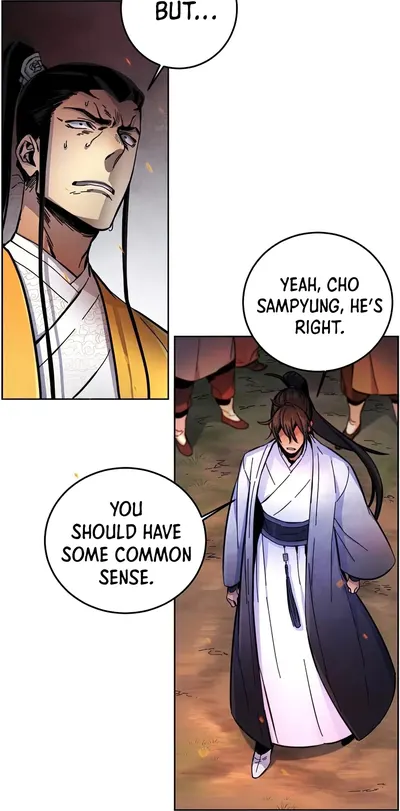 BUT...
YEAH, CHO
SAMPYUNG, HE'S
RIGHT.
YOU
SHOULD HAVE
SOME COMMON
SENSE.